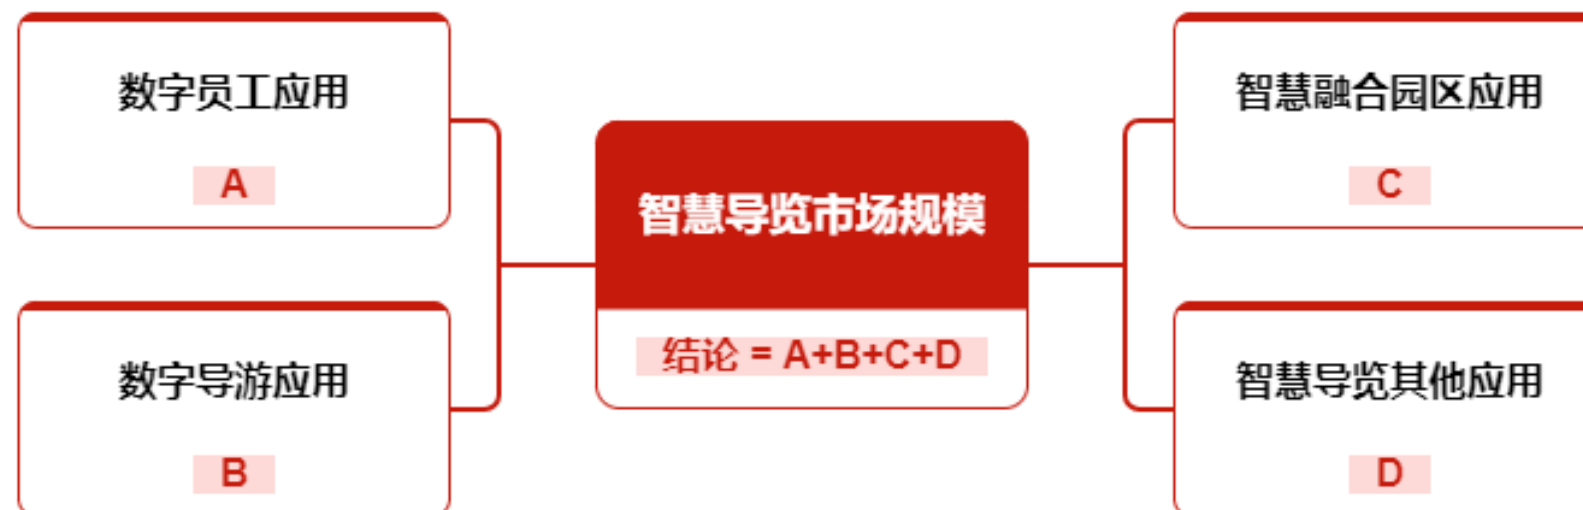 数字员工应用
A
数字导游应用
B
智慧导览市场规模
结论 = A+B+C+D
智慧融合园区应用
C
智慧导览其他应用
D